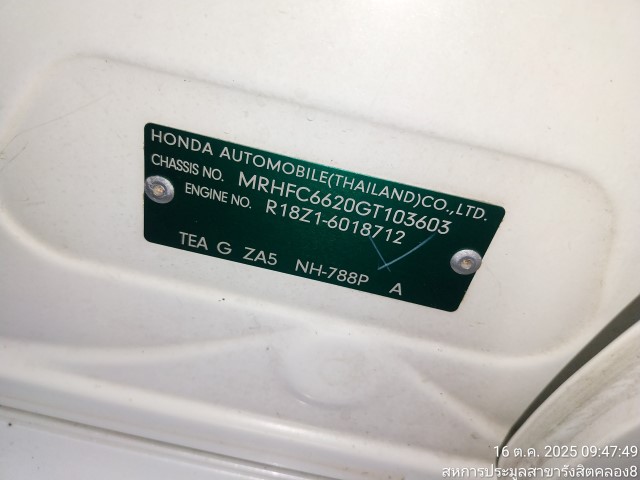 HONDA AUTOMOBILE(THAILAND)CO.,LTD.
CHASSIS NO. MRHFC6620GT103603
ENGINE NO. R18Z1-6018712
TEA G ZA5 NH-788P A
16 ต.ค. 2025 09:47:49
สหการประมูลสาขารังสิตคลอง8